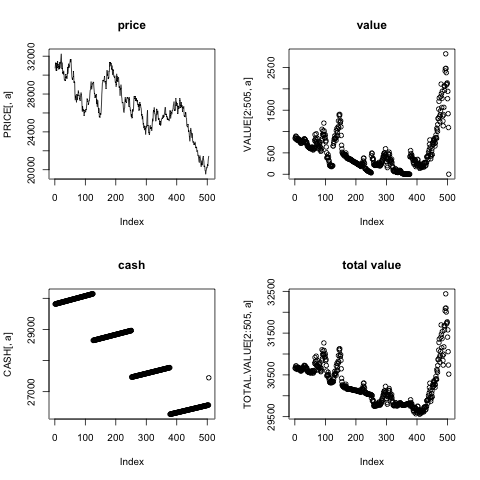 price
PRICE[, a]
20000 24000 28000 32000
0 100 200 300 400 500
Index
value
VALUE[2:505, a]
0 500 1500 2500
0 100 200 300 400 500
Index
cash
CASH[, a]
27000 29000
0 100 200 300 400 500
Index
total value
TOTAL.VALUE[2:505, a]
29500 30500 31500 32500
0 100 200 300 400 500
Index